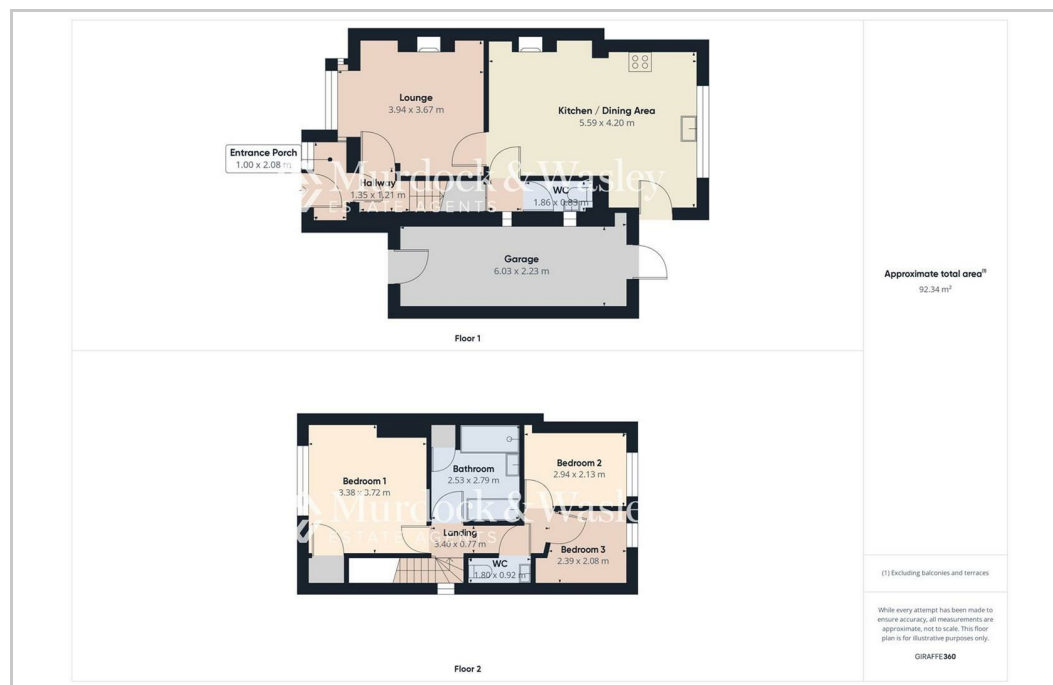 Lounge
3.94 x 3.67 m
Kitchen / Dining Area
5.59 x 4.20 m
Entrance Porch
1.00 x 2.08 m
Hallway
1.35 x 1.21 m
WC
1.86 x 0.83 m
Murdock & Wasley
ESTATE AGENTS
Garage
6.03 x 2.23 m
Floor 1
Approximate total area(1)
92.34 m²
Bedroom 1
3.38 x 3.72 m
Bathroom
2.53 x 2.79 m
Bedroom 2
2.94 x 2.13 m
Murdock & Wasley
ESTATE AGENTS
Landing
3.40 x 0.77 m
WC
1.80 x 0.92 m
Bedroom 3
2.39 x 2.08 m
Floor 2
(1) Excluding balconies and terraces
While every attempt has been made to
ensure accuracy, all measurements are
approximate, not to scale. This floor
plan is for illustrative purposes only.
GIRAFFE360